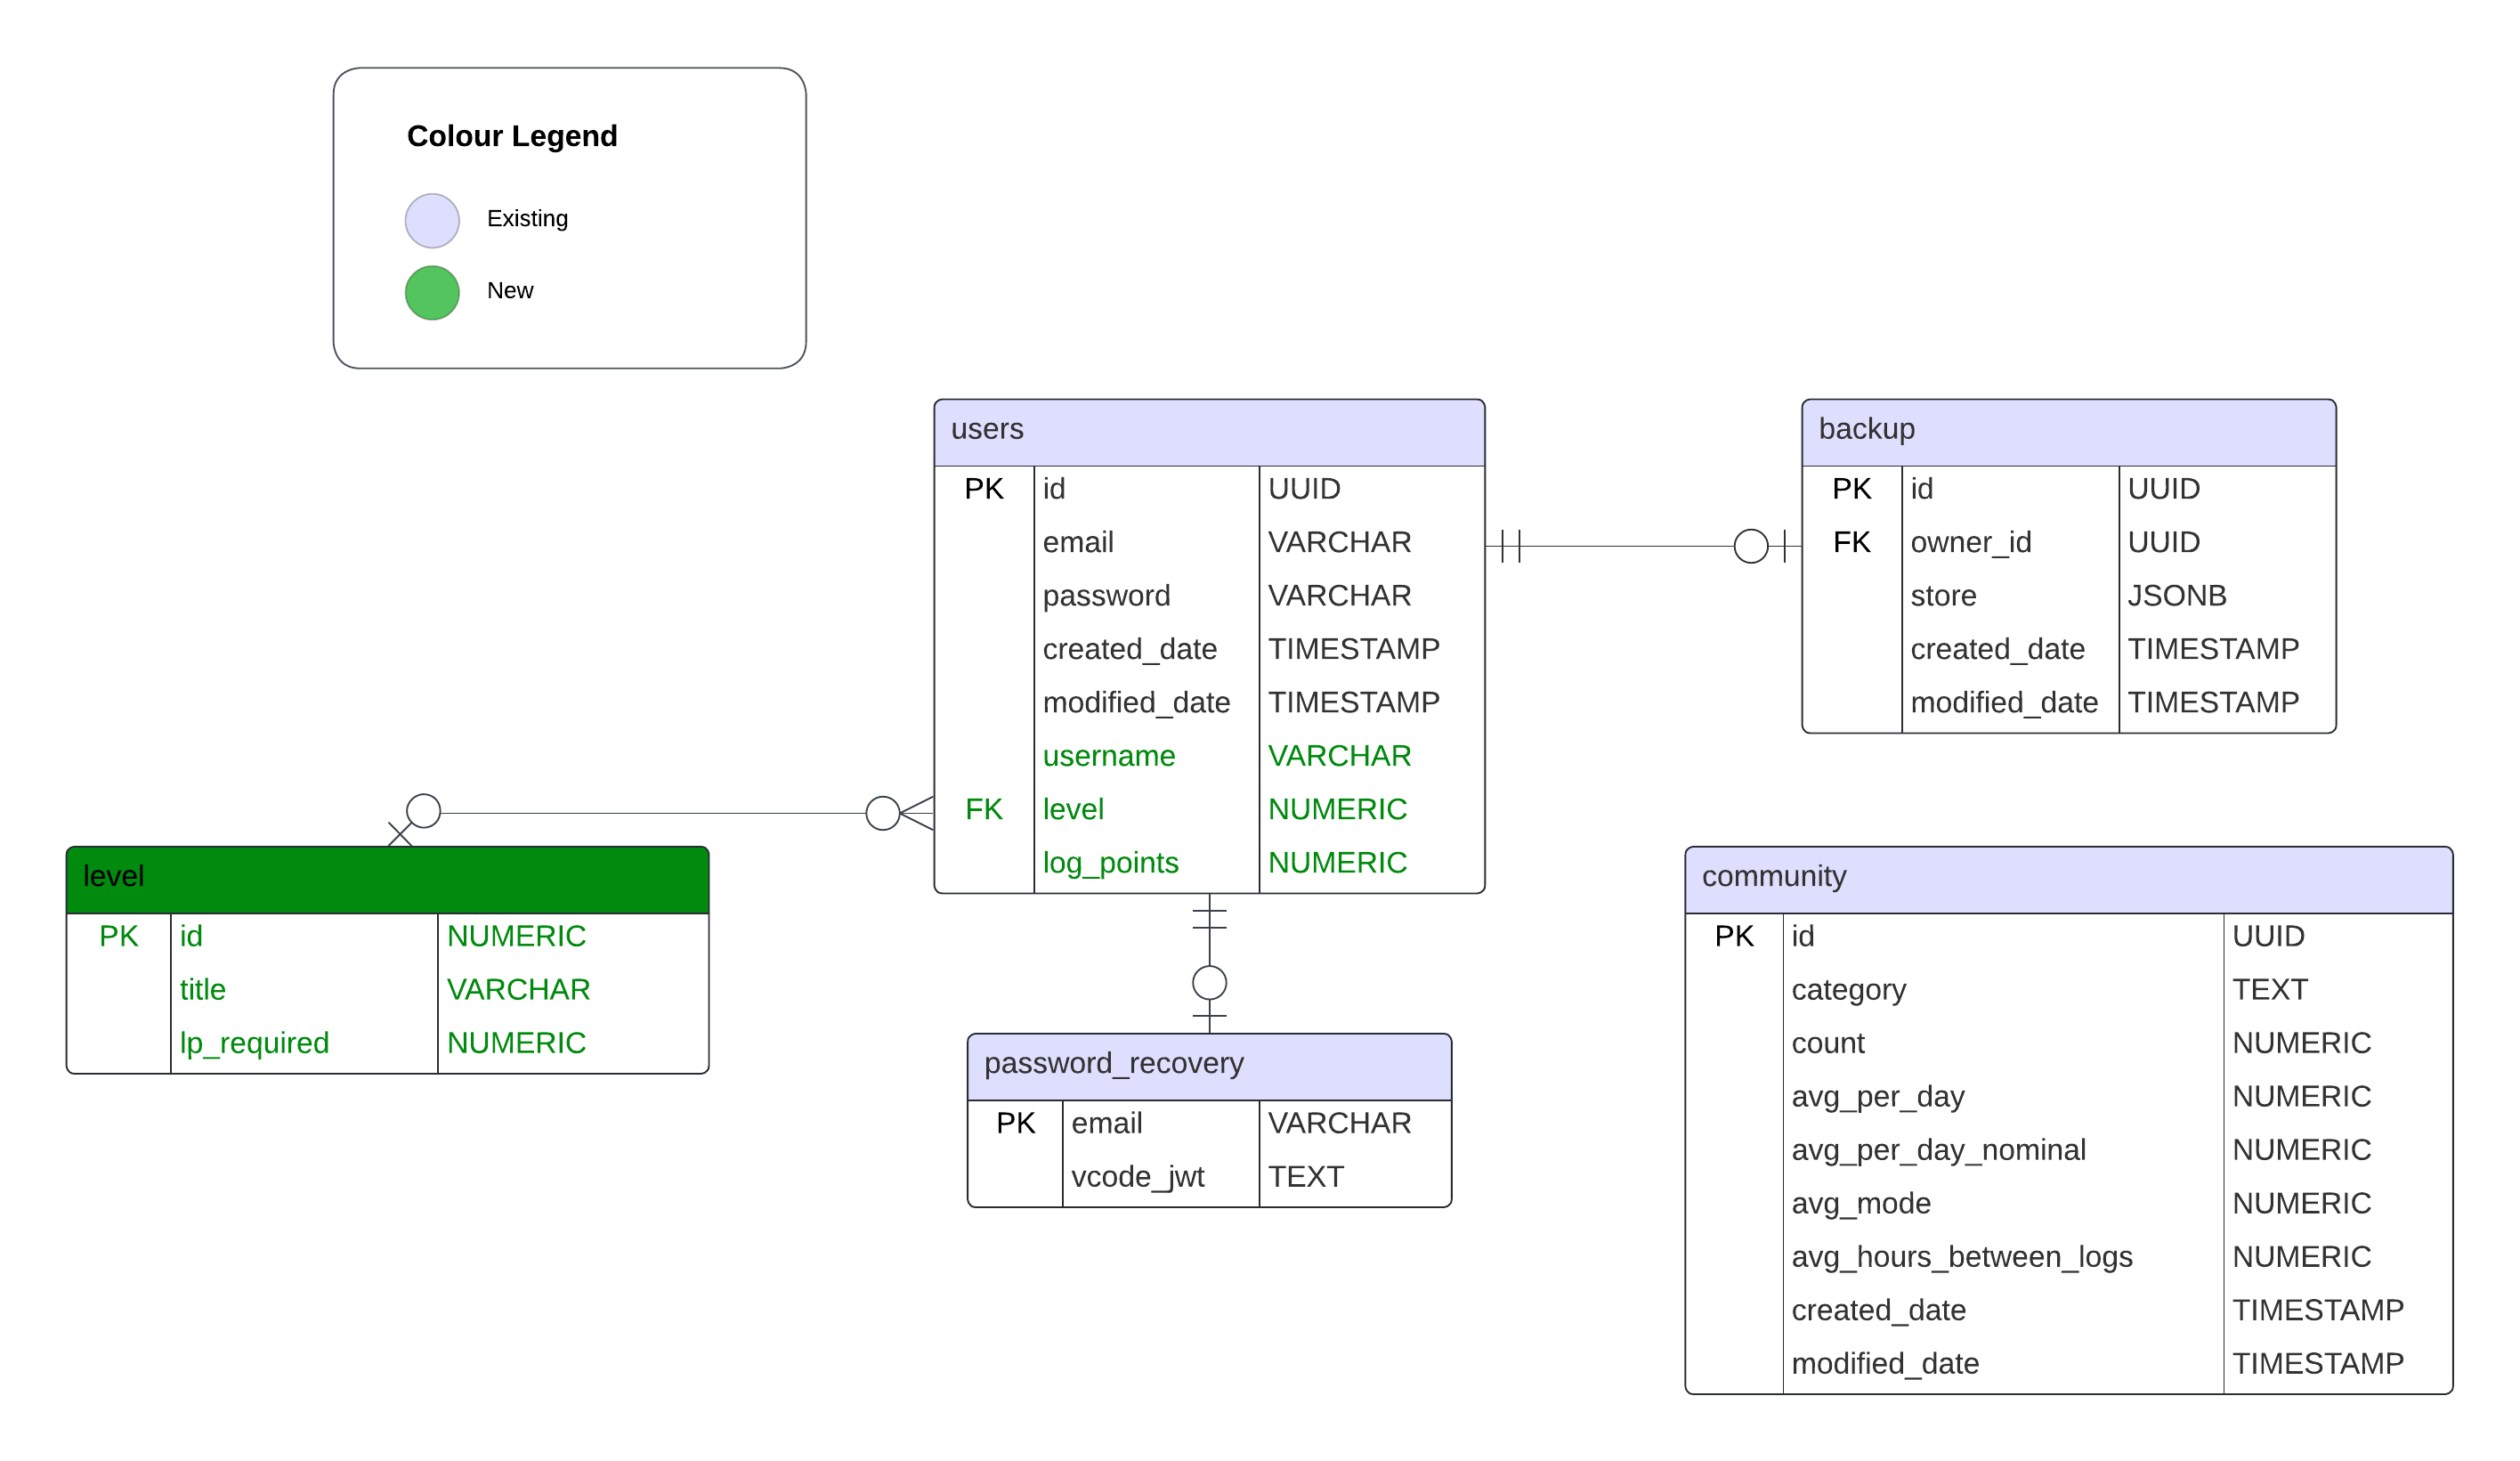 Colour Legend
Existing
New
users
PK id UUID
email VARCHAR
password VARCHAR
created_date TIMESTAMP
modified_date TIMESTAMP
username VARCHAR
FK level NUMERIC
log_points NUMERIC
backup
PK id UUID
FK owner_id UUID
store JSONB
created_date TIMESTAMP
modified_date TIMESTAMP
level
PK id NUMERIC
title VARCHAR
lp_required NUMERIC
password_recovery
PK email VARCHAR
vcode_jwt TEXT
community
PK id UUID
category TEXT
count NUMERIC
avg_per_day NUMERIC
avg_per_day_nominal NUMERIC
avg_mode NUMERIC
avg_hours_between_logs NUMERIC
created_date TIMESTAMP
modified_date TIMESTAMP